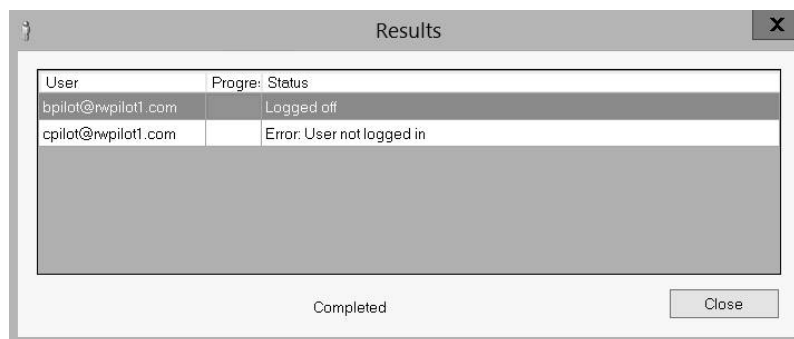 Results
X
User Progre: Status
bpilot@rwpilot1.com Logged off
cpilot@rwpilot1.com Error: User not logged in
Completed
Close